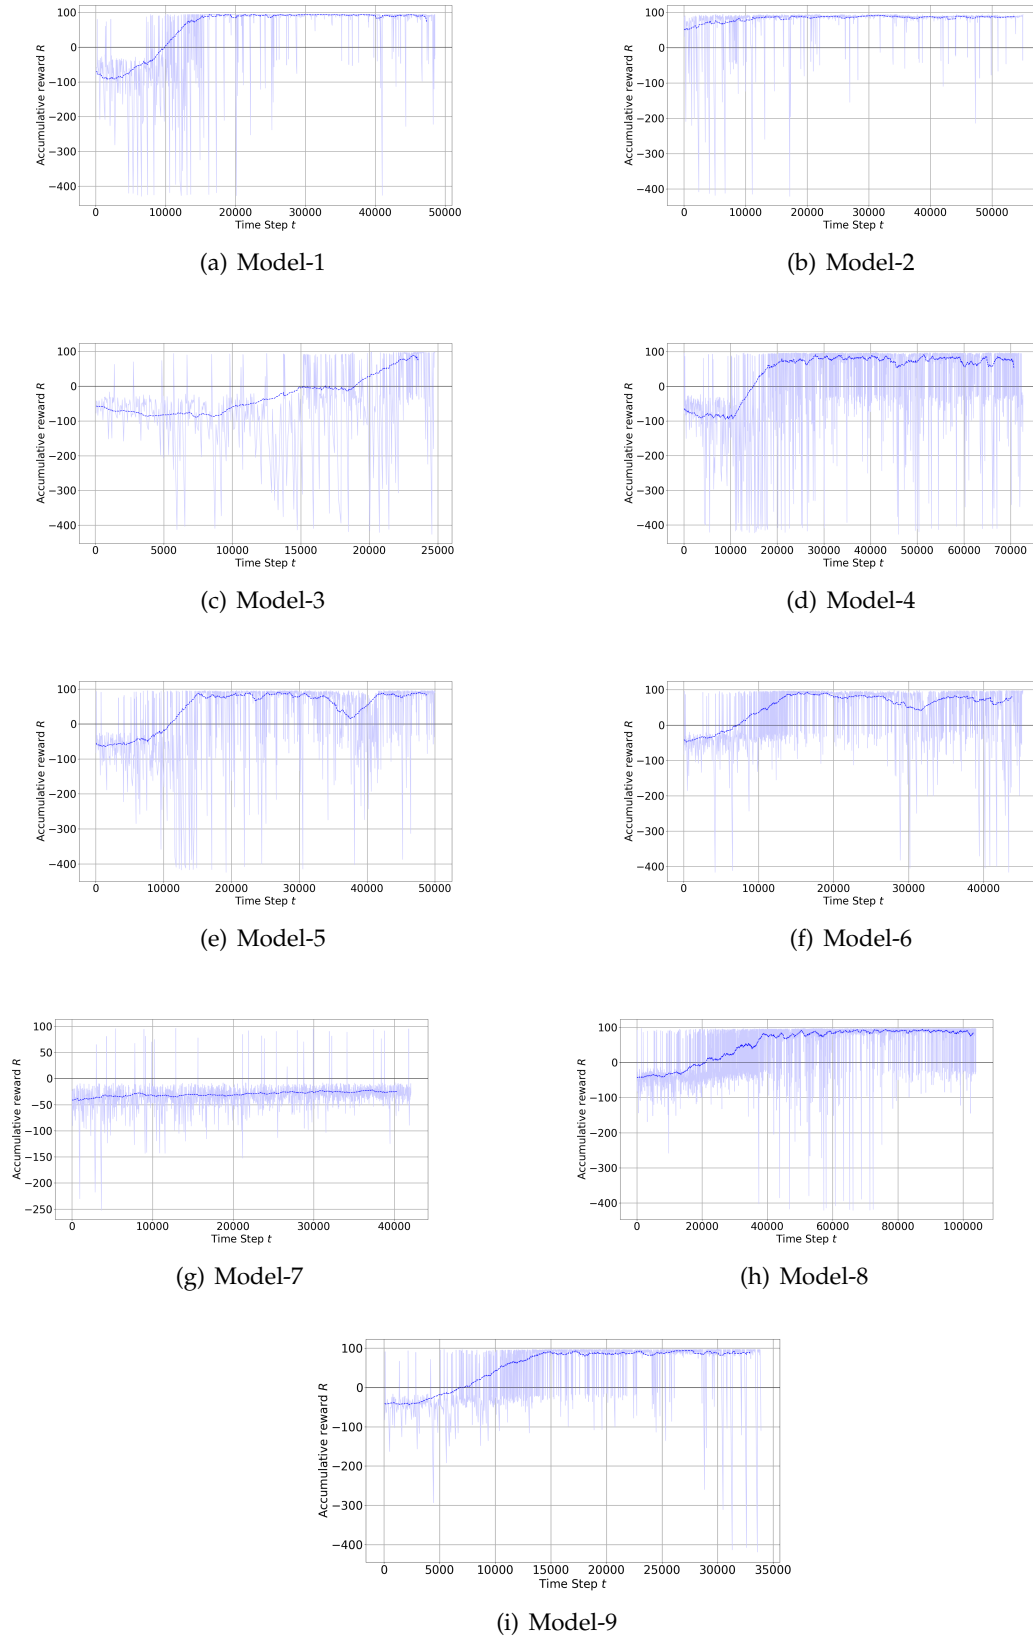 100
0
−100
−200
−300
−400
Accumulative reward R
0 10000 20000 30000 40000 50000
Time Step t
(a) Model-1
100
0
−100
−200
−300
−400
Accumulative reward R
0 10000 20000 30000 40000 50000
Time Step t
(b) Model-2
100
0
−100
−200
−300
−400
Accumulative reward R
0 5000 10000 15000 20000 25000
Time Step t
(c) Model-3
100
0
−100
−200
−300
−400
Accumulative reward R
0 10000 20000 30000 40000 50000 60000 70000
Time Step t
(d) Model-4
100
0
−100
−200
−300
−400
Accumulative reward R
0 10000 20000 30000 40000 50000
Time Step t
(e) Model-5
100
0
−100
−200
−300
−400
Accumulative reward R
0 10000 20000 30000 40000
Time Step t
(f) Model-6
100
50
0
−50
−100
−150
−200
−250
Accumulative reward R
0 10000 20000 30000 40000
Time Step t
(g) Model-7
100
0
−100
−200
−300
−400
Accumulative reward R
0 20000 40000 60000 80000 100000
Time Step t
(h) Model-8
100
0
−100
−200
−300
−400
Accumulative reward R
0 5000 10000 15000 20000 25000 30000 35000
Time Step t
(i) Model-9